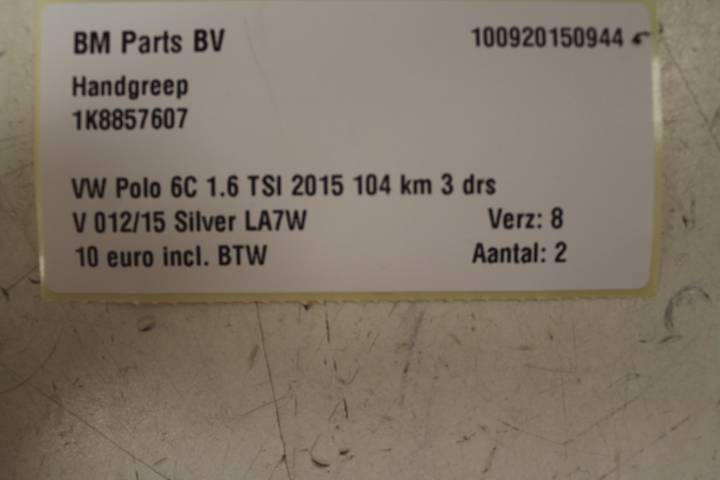 BM Parts BV 100920150944
Handgreep
1K8857607
VW Polo 6C 1.6 TSI 2015 104 km 3 drs
V 012/15 Silver LA7W Verz: 8
10 euro incl. BTW Aantal: 2